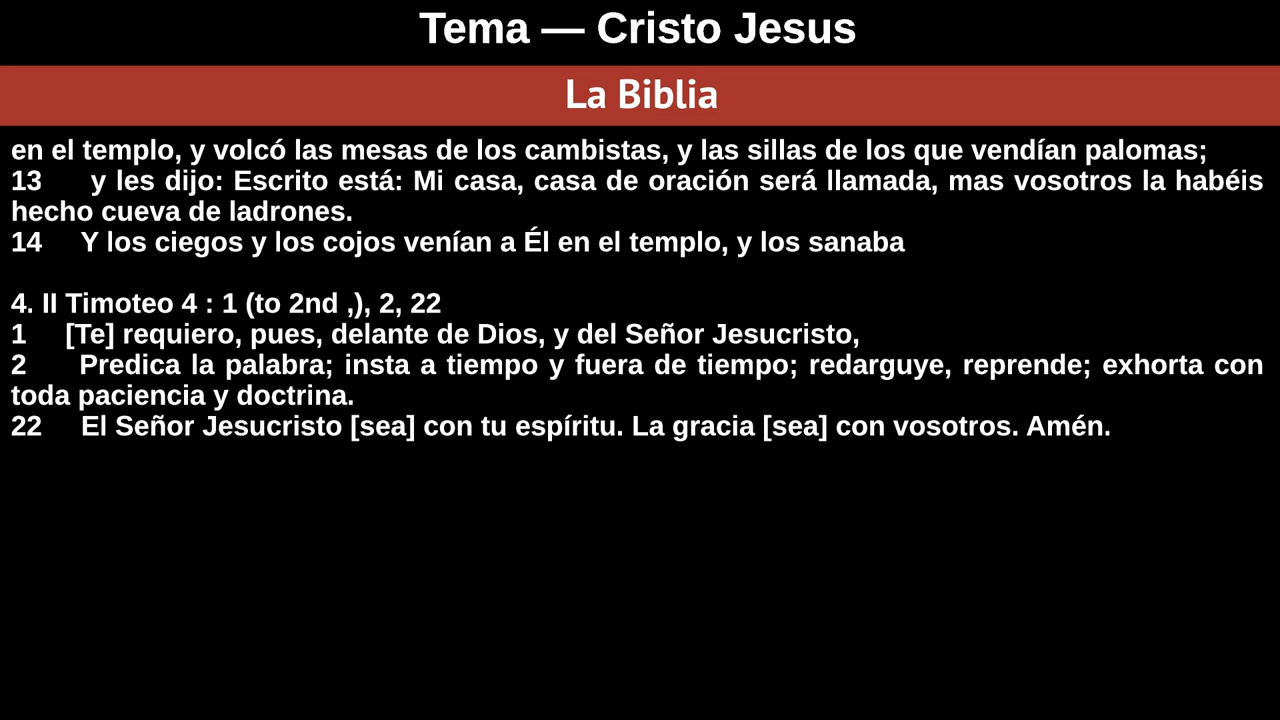 Tema — Cristo Jesus
La Biblia
en el templo, y volcó las mesas de los cambistas, y las sillas de los que vendían palomas;
13 y les dijo: Escrito está: Mi casa, casa de oración será llamada, mas vosotros la habéis
hecho cueva de ladrones.
14 Y los ciegos y los cojos venían a Él en el templo, y los sanaba
4. II Timoteo 4 : 1 (to 2nd ,), 2, 22
1 [Te] requiero, pues, delante de Dios, y del Señor Jesucristo,
2 Predica la palabra; insta a tiempo y fuera de tiempo; redarguye, reprende; exhorta con
toda paciencia y doctrina.
22 El Señor Jesucristo [sea] con tu espíritu. La gracia [sea] con vosotros. Amén.